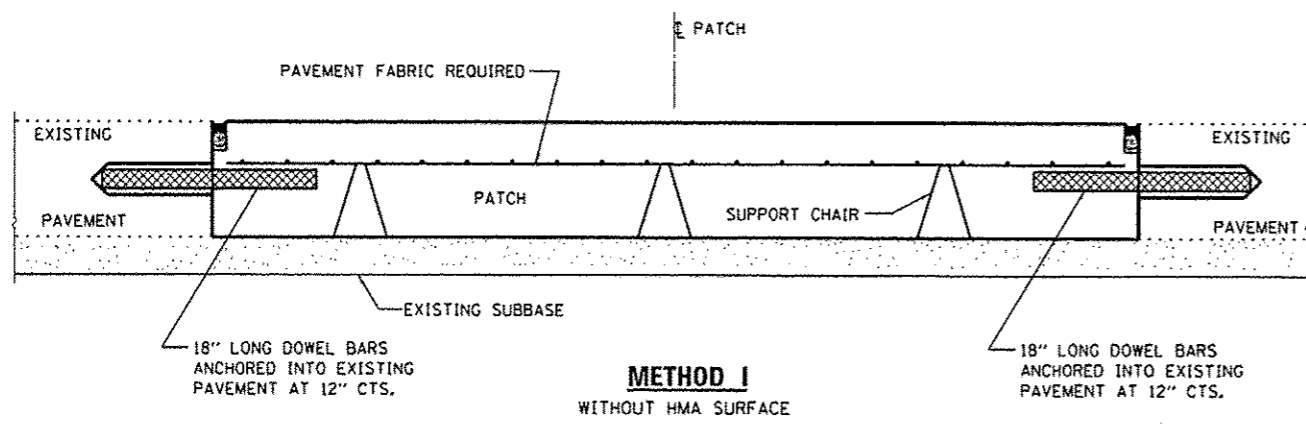 ℄ PATCH
PAVEMENT FABRIC REQUIRED
EXISTING
EXISTING
PATCH
SUPPORT CHAIR
PAVEMENT
PAVEMENT
EXISTING SUBBASE
18" LONG DOWEL BARS
ANCHORED INTO EXISTING
PAVEMENT AT 12" CTS.
18" LONG DOWEL BARS
ANCHORED INTO EXISTING
PAVEMENT AT 12" CTS.
METHOD I
WITHOUT HMA SURFACE